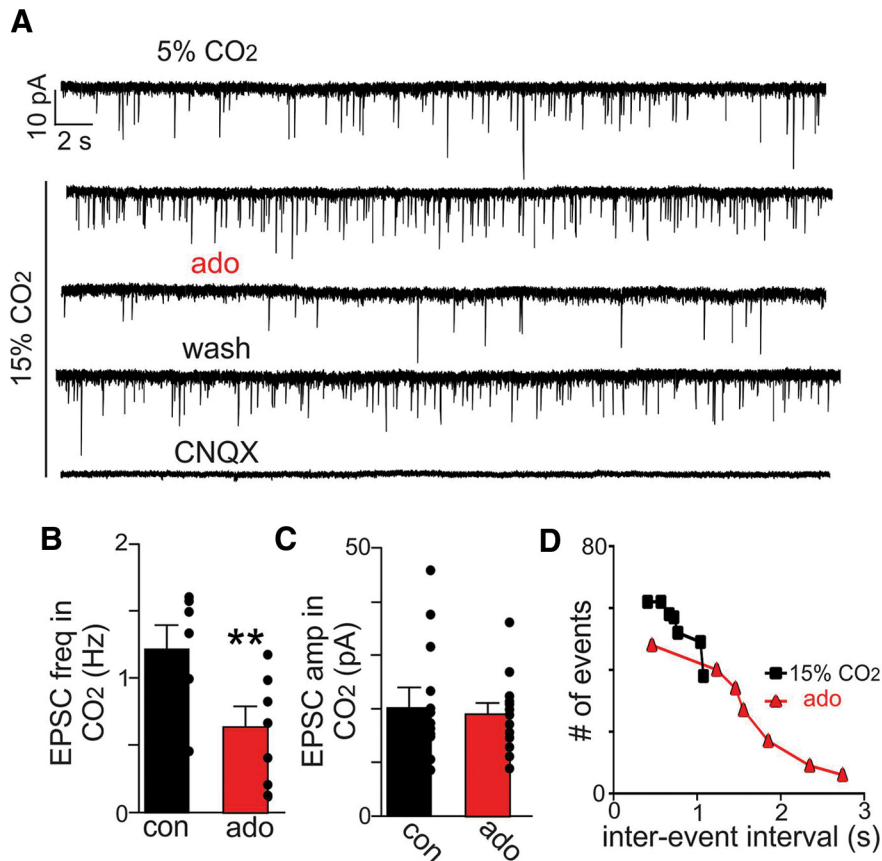 A
5% CO2
10 pA
2 s
15% CO2
ado
wash
CNQX
B
EPSC freq in
CO2 (Hz)
2
1
0
**
con
ado
C
EPSC amp in
CO2 (pA)
50
0
con
ado
D
# of events
80
0
15% CO2
ado
0
1
2
3
inter-event interval (s)